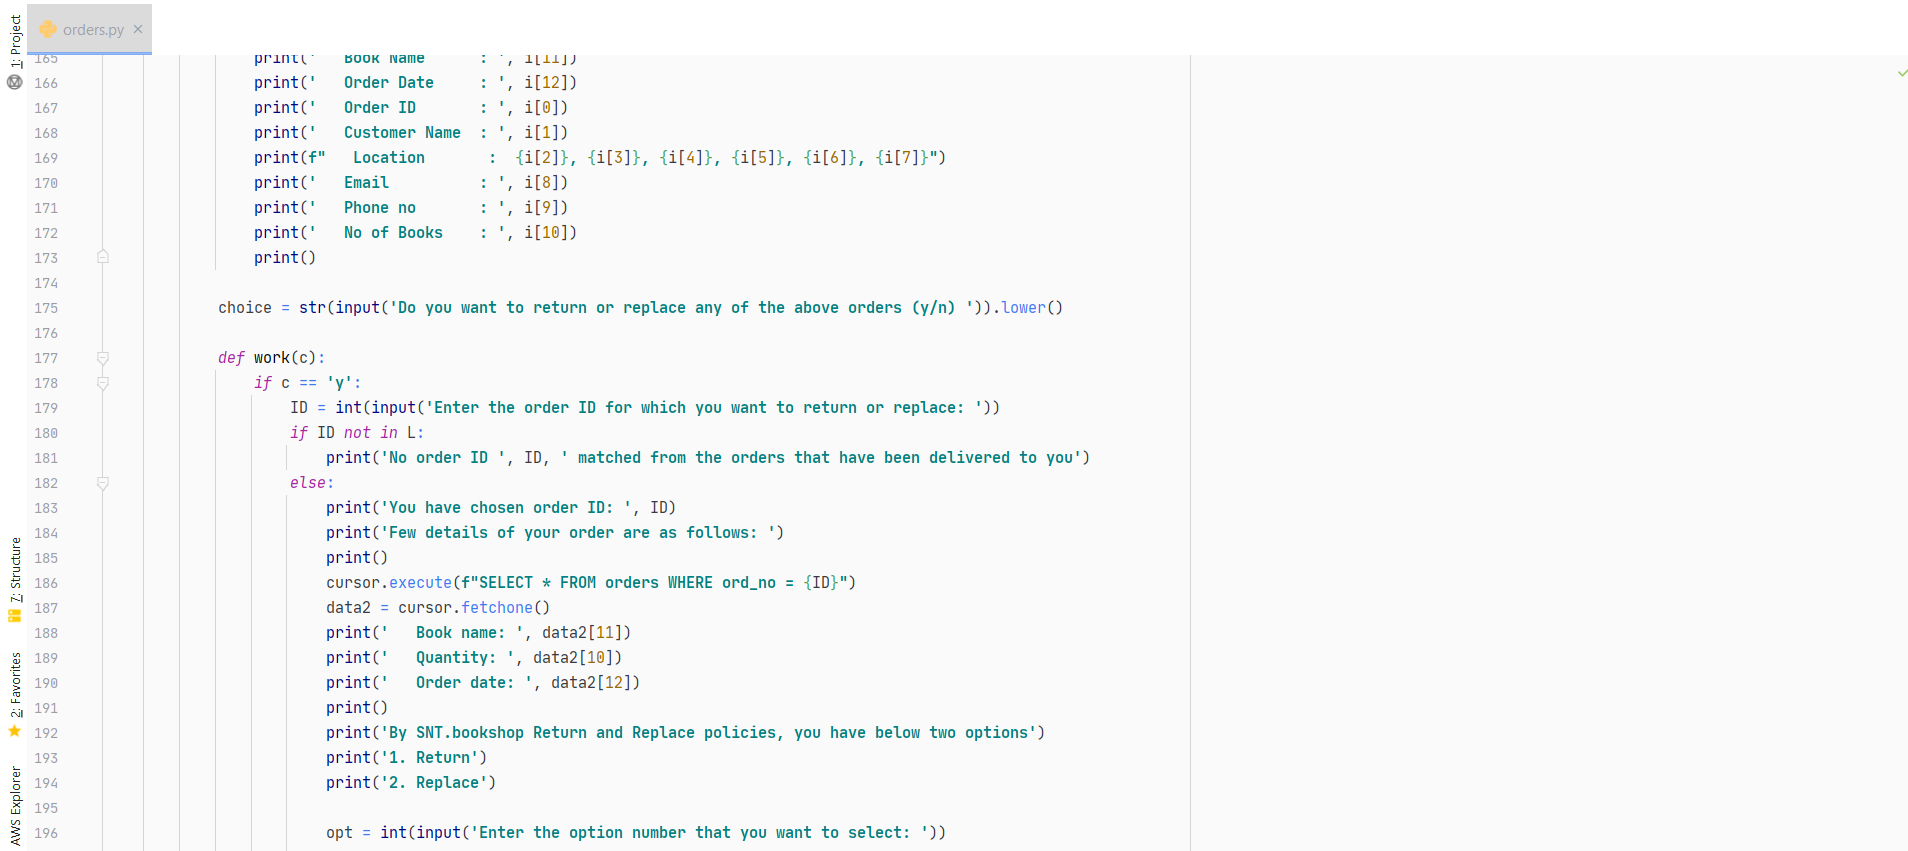 1: Project
orders.py ×
165 print('   Book Name      : ', i[11])
166 print('   Order Date     : ', i[12])
167 print('   Order ID       : ', i[0])
168 print('   Customer Name  : ', i[1])
169 print(f"   Location       :  {i[2]}, {i[3]}, {i[4]}, {i[5]}, {i[6]}, {i[7]}")
170 print('   Email          : ', i[8])
171 print('   Phone no       : ', i[9])
172 print('   No of Books    : ', i[10])
173 print()
174
175 choice = str(input('Do you want to return or replace any of the above orders (y/n) ')).lower()
176
177 def work(c):
178 if c == 'y':
179 ID = int(input('Enter the order ID for which you want to return or replace: '))
180 if ID not in L:
181 print('No order ID ', ID, ' matched from the orders that have been delivered to you')
182 else:
183 print('You have chosen order ID: ', ID)
184 print('Few details of your order are as follows: ')
185 print()
186 cursor.execute(f"SELECT * FROM orders WHERE ord_no = {ID}")
187 data2 = cursor.fetchone()
188 print('   Book name: ', data2[11])
189 print('   Quantity: ', data2[10])
190 print('   Order date: ', data2[12])
191 print()
192 print('By SNT.bookshop Return and Replace policies, you have below two options')
193 print('1. Return')
194 print('2. Replace')
195
196 opt = int(input('Enter the option number that you want to select: '))
7: Structure
2: Favorites
AWS Explorer